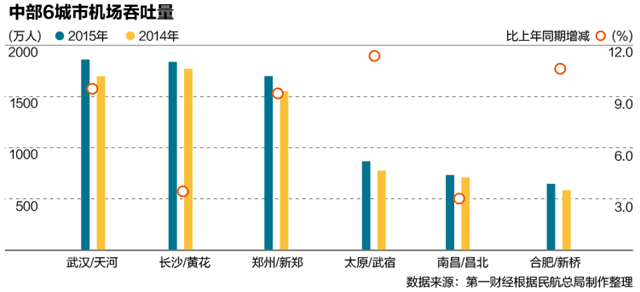 中部6城市机场吞吐量
(万人) 2015年 2014年 比上年同期增减 (%)
2000 12.0
1500 9.0
1000 6.0
500 3.0
武汉/天河 长沙/黄花 郑州/新郑 太原/武宿 南昌/昌北 合肥/新桥
数据来源：第一财经根据民航总局制作整理